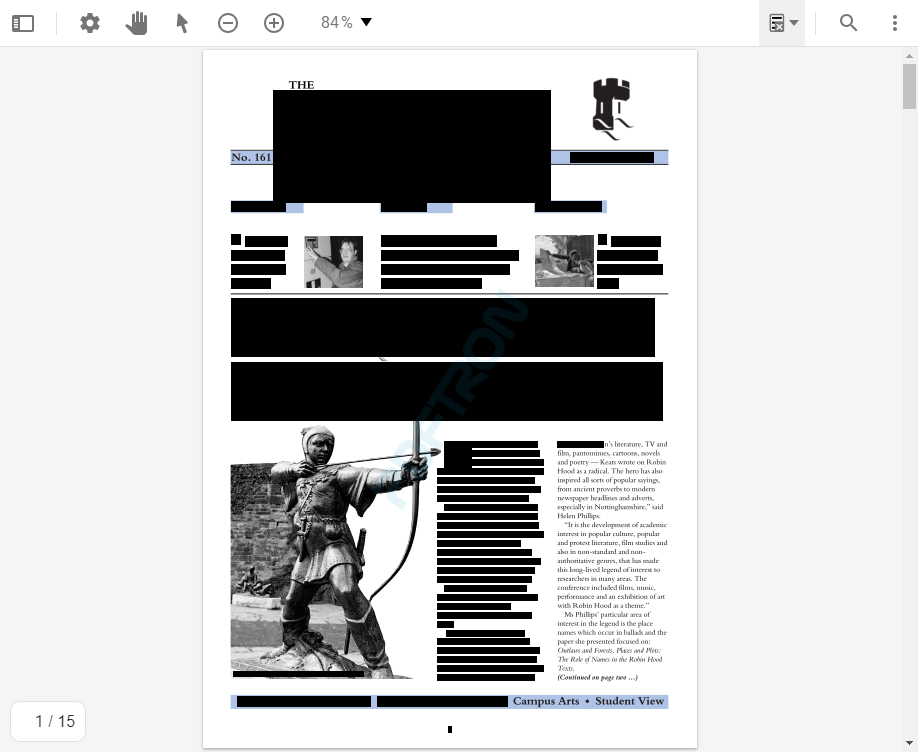 84%
THE
No. 161
n's literature, TV and
film, pantomimes, cartoons, novels
and poetry — Keats wrote on Robin
Hood as a radical. The hero has also
inspired all sorts of popular sayings,
from ancient proverbs to modern
newspaper headlines and adverts,
especially in Nottinghamshire,” said
Helen Phillips.
“It is the development of academic
interest in popular culture, popular
and protest literature, film studies and
also in non-standard and non-
authoritative genres, that has made
this long-lived legend of interest to
researchers in many areas. The
conference included films, music,
performance and an exhibition of art
with Robin Hood as a theme.”
Ms Phillips' particular area of
interest in the legend is the place
names which occur in ballads and the
paper she presented focused on:
Outlaws and Forests, Places and Plots:
The Role of Names in the Robin Hood
Texts.
(Continued on page two ...)
Campus Arts • Student View
1 / 15